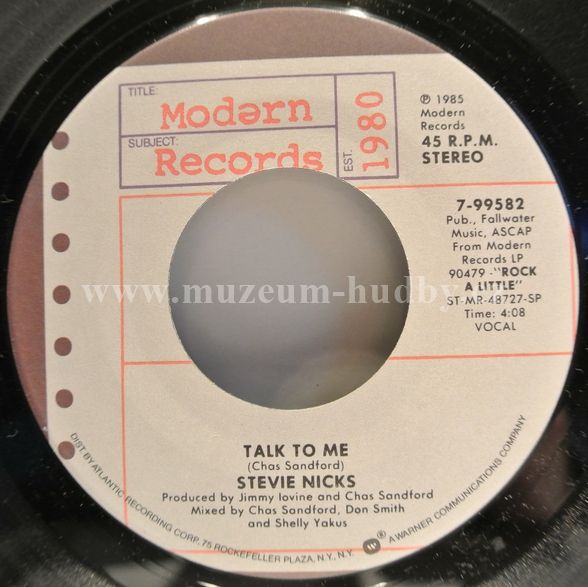 TITLE:
Modərn
SUBJECT:
Records
EST.
1980
℗ 1985
Modern
Records
45 R.P.M.
STEREO
7-99582
Pub., Fallwater
Music, ASCAP
From Modern
Records LP
90479 -"ROCK
A LITTLE"
ST-MR-48727-SP
Time: 4:08
VOCAL
www.muzeum-hudby
TALK TO ME
(Chas Sandford)
STEVIE NICKS
Produced by Jimmy Iovine and Chas Sandford
Mixed by Chas Sandford, Don Smith
and Shelly Yakus
DIST. BY ATLANTIC RECORDING CORP., 75 ROCKEFELLER PLAZA, N.Y., N.Y. ® A WARNER COMMUNICATIONS COMPANY